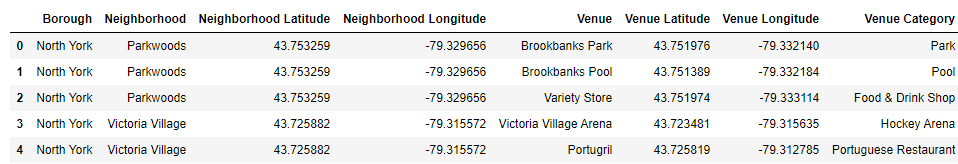 Borough Neighborhood Neighborhood Latitude Neighborhood Longitude Venue Venue Latitude Venue Longitude Venue Category
0 North York Parkwoods 43.753259 -79.329656 Brookbanks Park 43.751976 -79.332140 Park
1 North York Parkwoods 43.753259 -79.329656 Brookbanks Pool 43.751389 -79.332184 Pool
2 North York Parkwoods 43.753259 -79.329656 Variety Store 43.751974 -79.333114 Food & Drink Shop
3 North York Victoria Village 43.725882 -79.315572 Victoria Village Arena 43.723481 -79.315635 Hockey Arena
4 North York Victoria Village 43.725882 -79.315572 Portugril 43.725819 -79.312785 Portuguese Restaurant